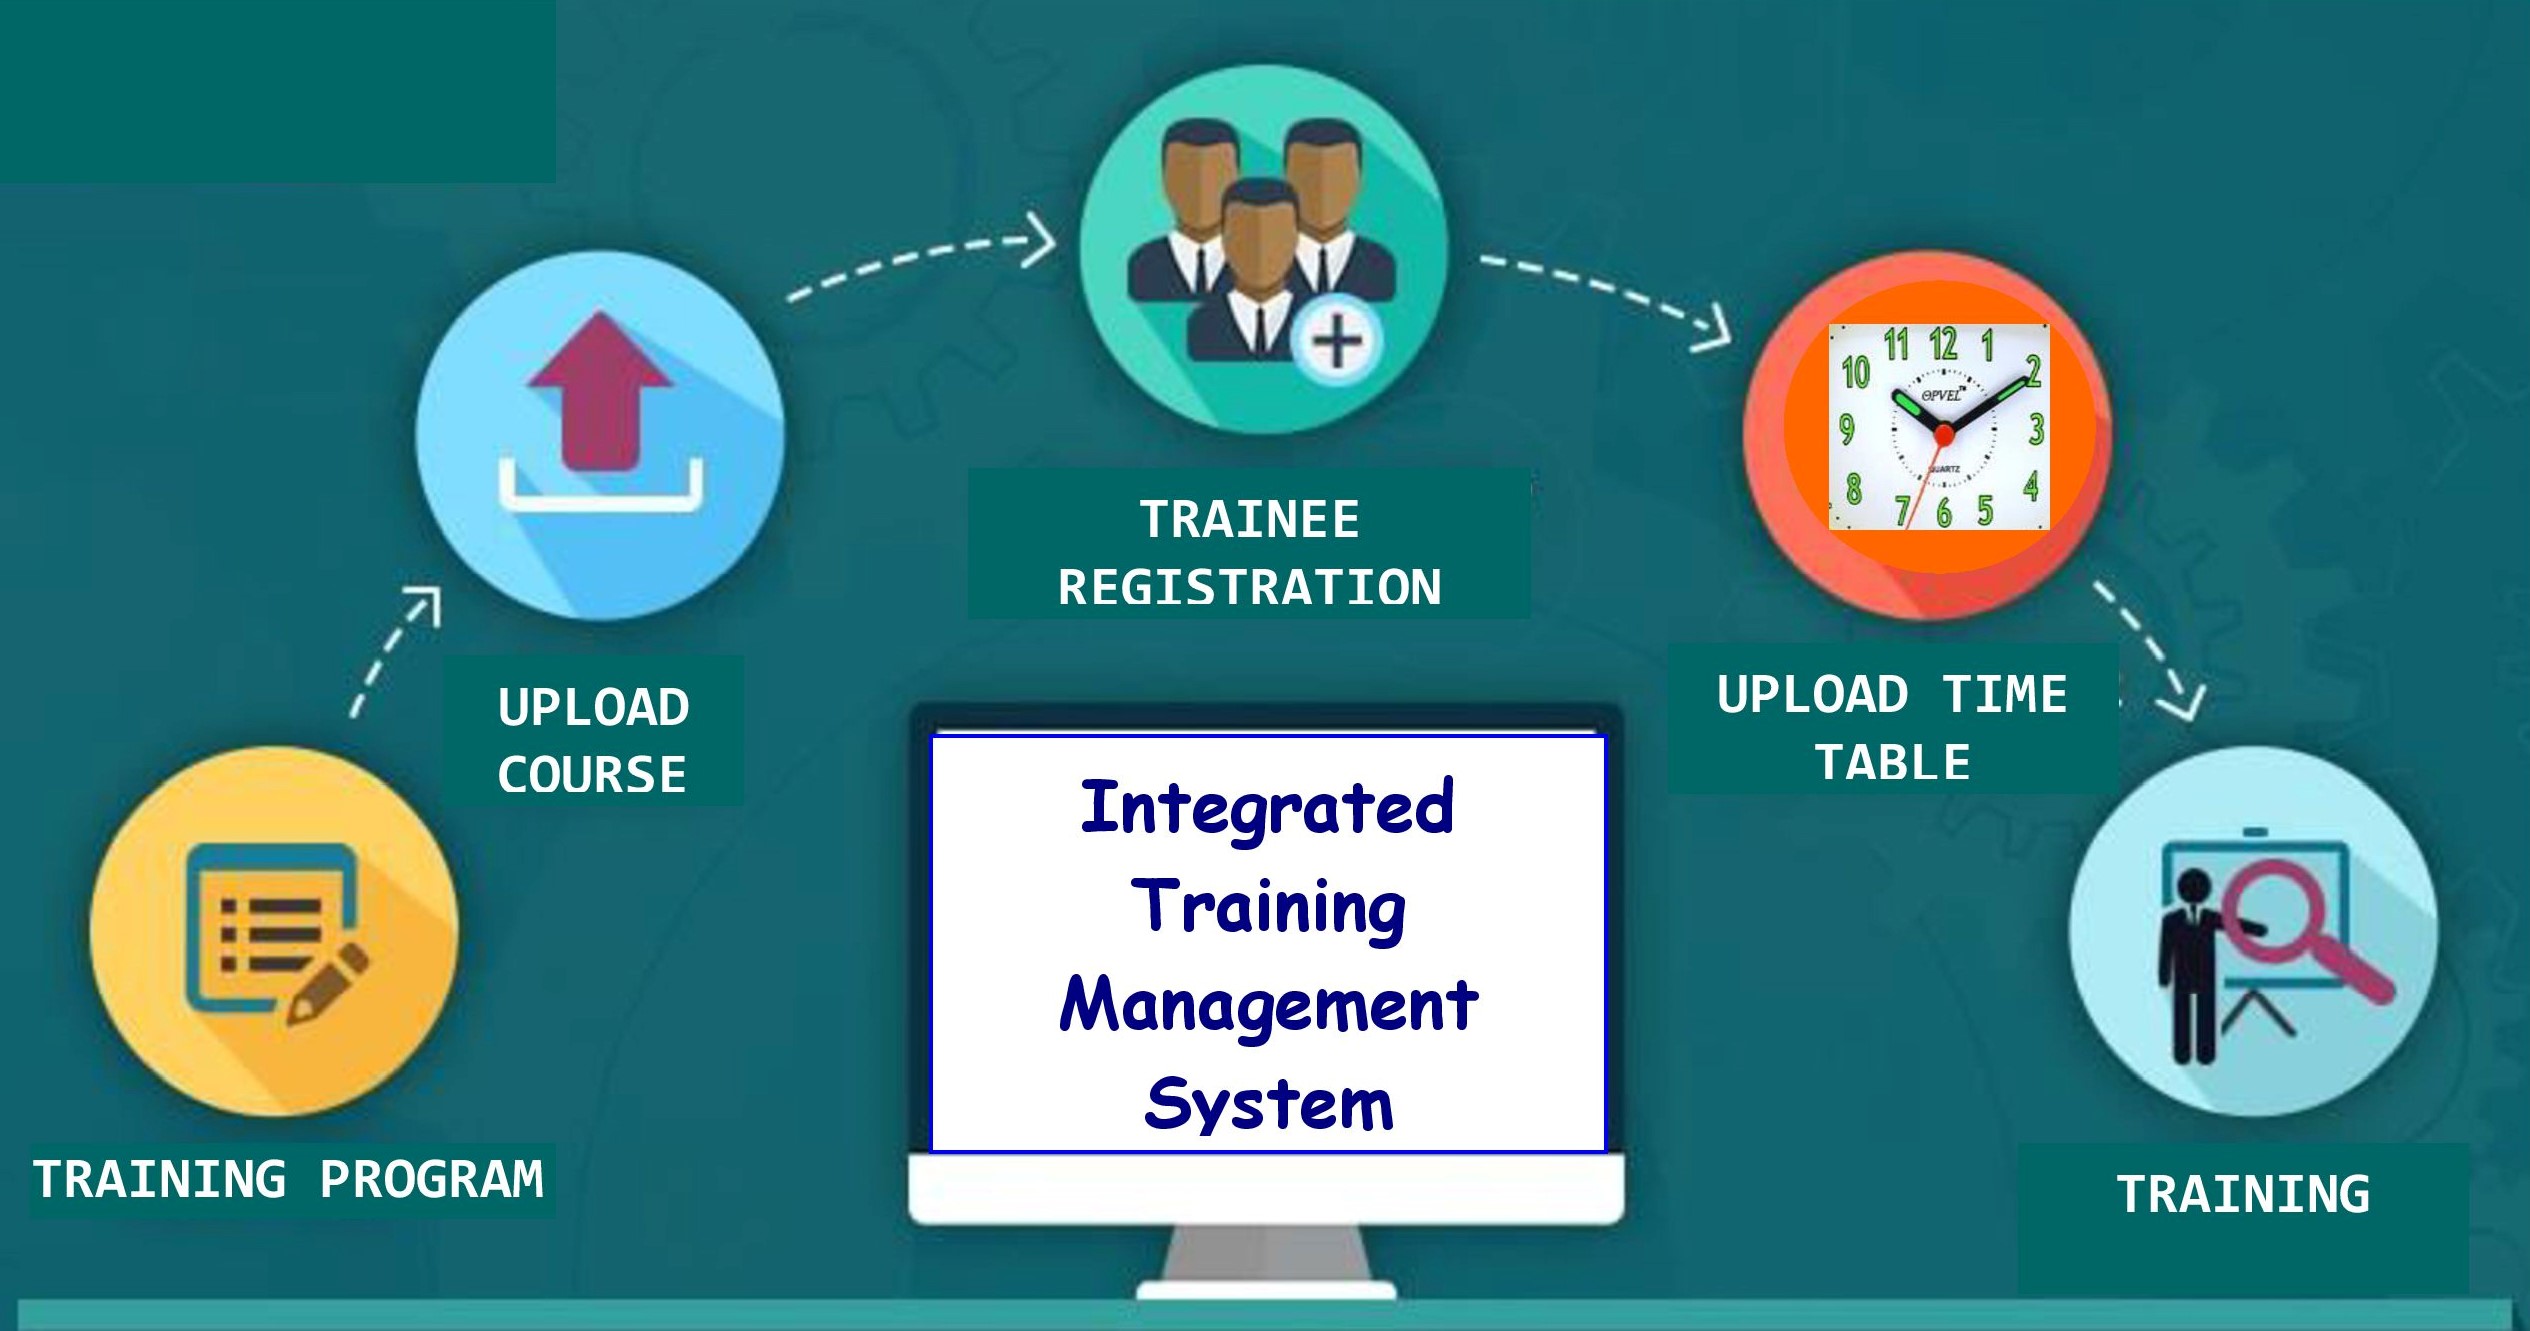 TRAINING PROGRAM
UPLOAD
COURSE
TRAINEE
REGISTRATION
11 12 1
10 2
OPVEL™
9 3
QUARTZ
8 4
7 6 5
UPLOAD TIME
TABLE
TRAINING
Integrated
Training
Management
System